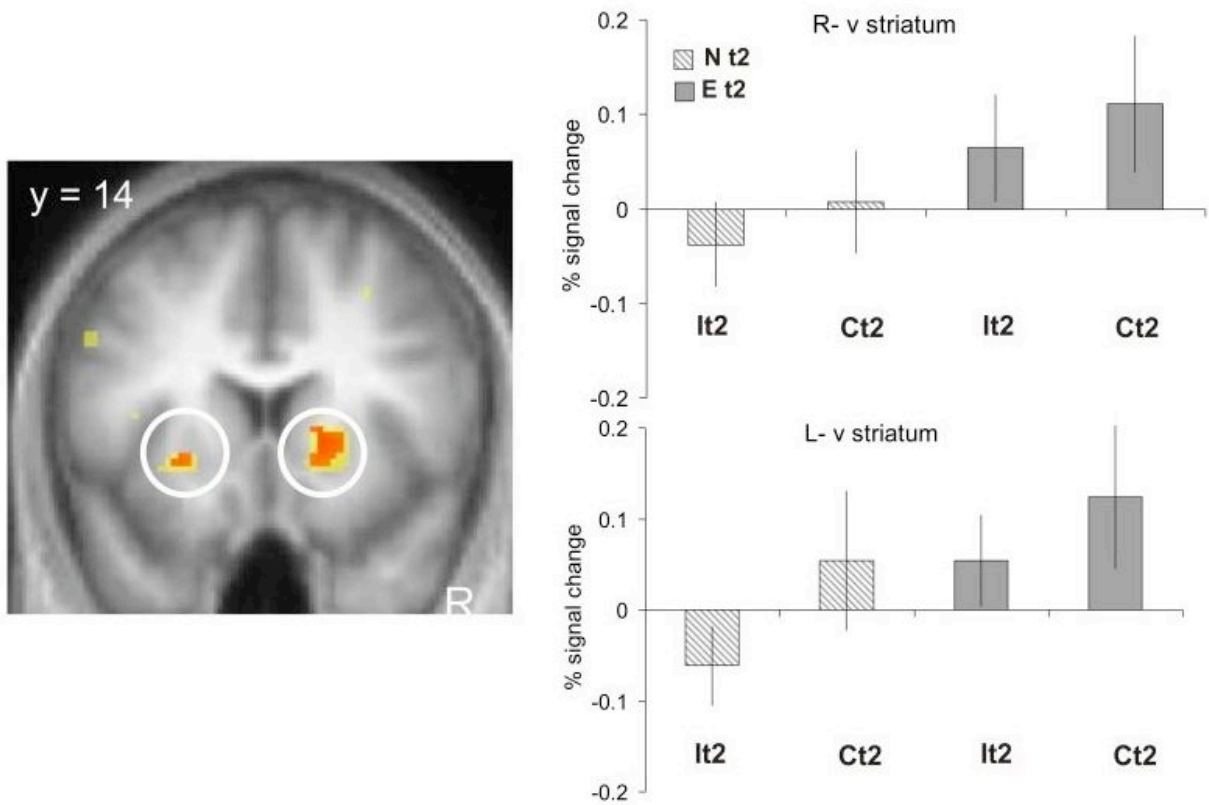 y = 14
R
R- v striatum
N t2
E t2
% signal change
0.2
0.1
0
-0.1
-0.2
It2 Ct2 It2 Ct2
L- v striatum
% signal change
0.2
0.1
0
-0.1
-0.2
It2 Ct2 It2 Ct2